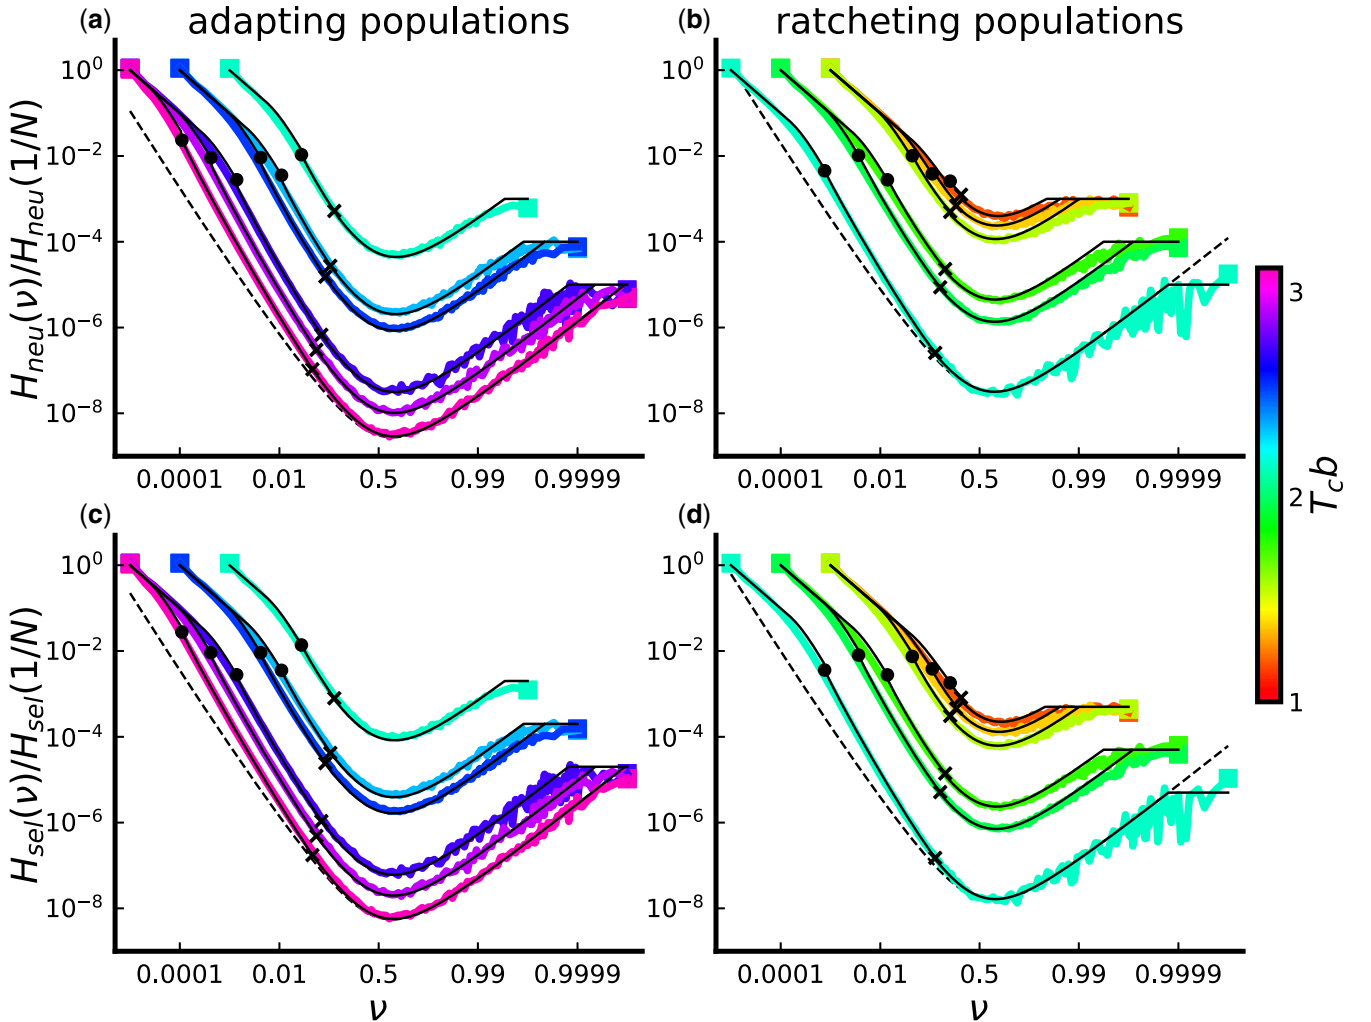 (a) adapting populations
(b) ratcheting populations
H_neu(ν)/H_neu(1/N)
10^0
10^−2
10^−4
10^−6
10^−8
0.0001 0.01 0.5 0.99 0.9999
10^0
10^−2
10^−4
10^−6
10^−8
0.0001 0.01 0.5 0.99 0.9999
(c)
H_sel(ν)/H_sel(1/N)
10^0
10^−2
10^−4
10^−6
10^−8
0.0001 0.01 0.5 0.99 0.9999
ν
(d)
10^0
10^−2
10^−4
10^−6
10^−8
0.0001 0.01 0.5 0.99 0.9999
ν
3
2
1
T_c b